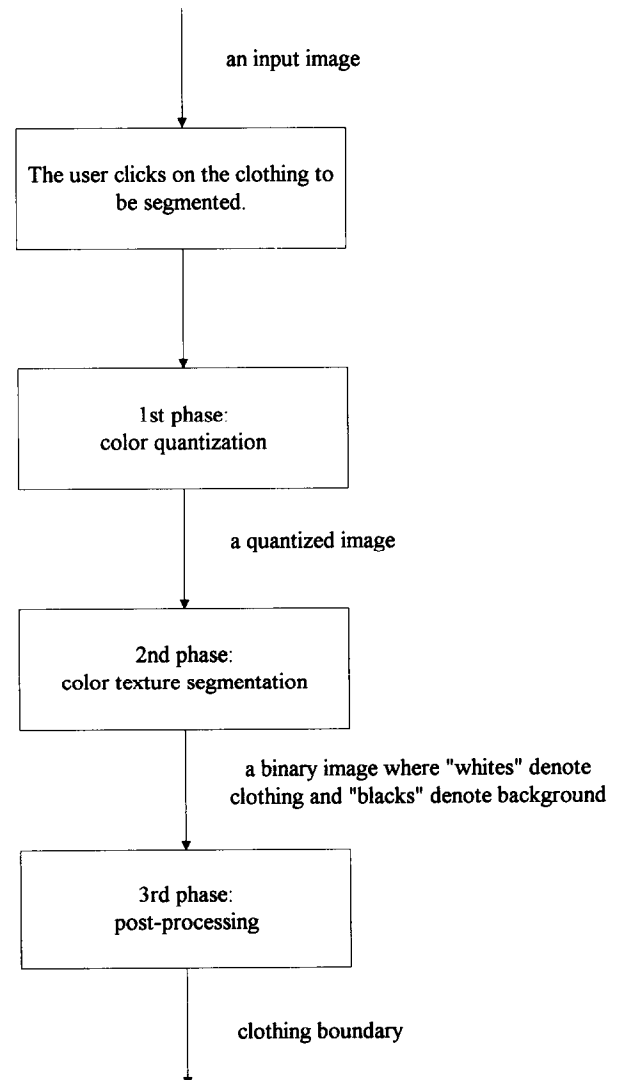 an input image
The user clicks on the clothing to
be segmented.
1st phase:
color quantization
a quantized image
2nd phase:
color texture segmentation
a binary image where "whites" denote
clothing and "blacks" denote background
3rd phase:
post-processing
clothing boundary